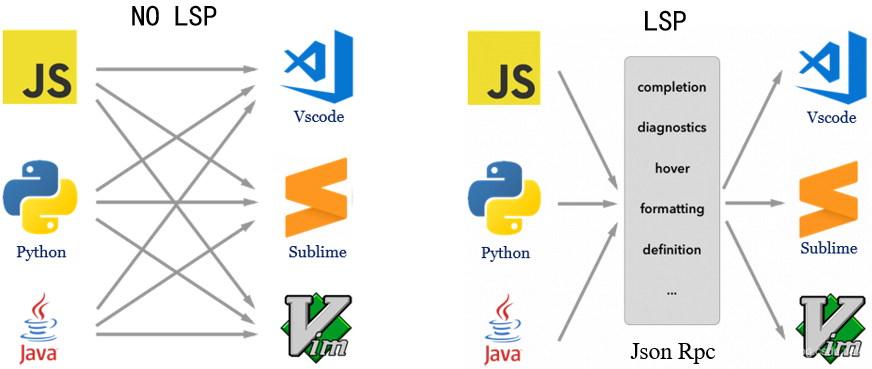 NO LSP
JS
Vscode
Python
Sublime
Java
Vim
LSP
JS
completion
Vscode
diagnostics
hover
formatting
Python
Sublime
definition
...
Java
Vim
Json Rpc